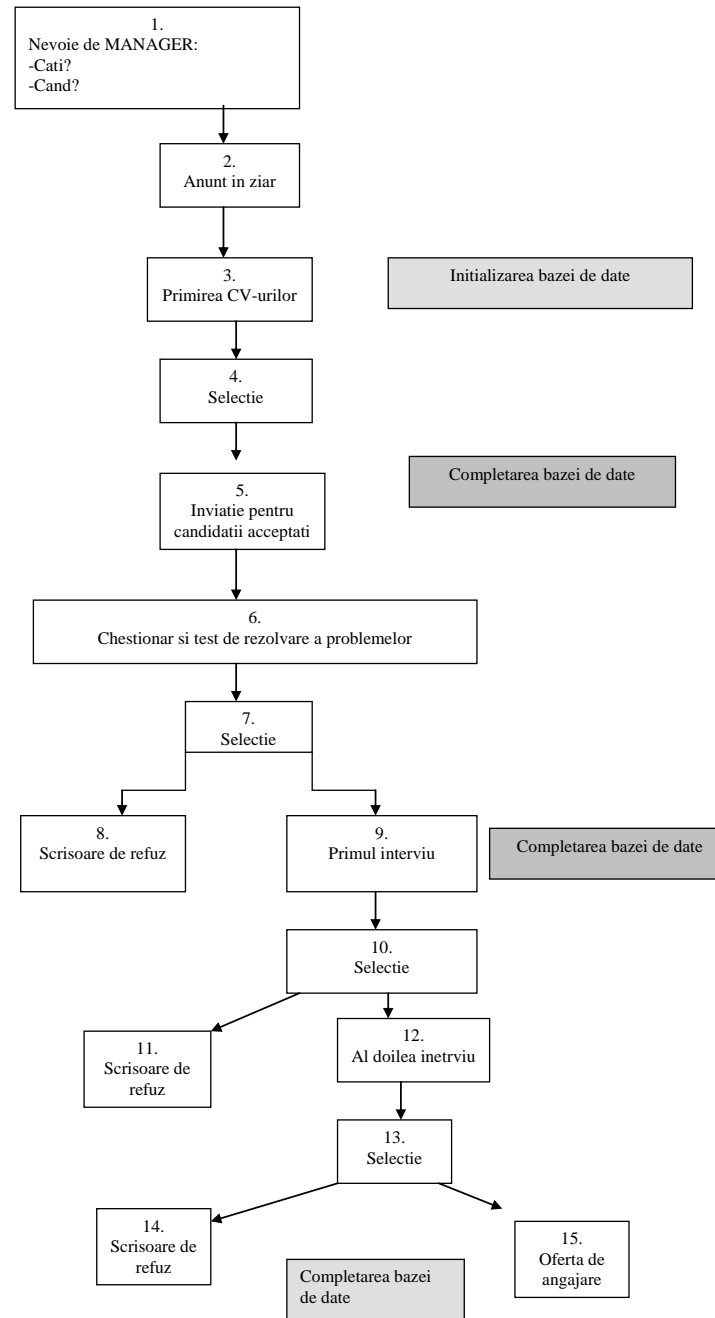 1.
Nevoie de MANAGER:
-Cati?
-Cand?
2.
Anunt in ziar
3.
Primirea CV-urilor
Initializarea bazei de date
4.
Selectie
Completarea bazei de date
5.
Inviatie pentru
candidatii acceptati
6.
Chestionar si test de rezolvare a problemelor
7.
Selectie
8.
Scrisoare de refuz
9.
Primul interviu
Completarea bazei de date
10.
Selectie
11.
Scrisoare de
refuz
12.
Al doilea inetrviu
13.
Selectie
14.
Scrisoare de
refuz
15.
Oferta de
angajare
Completarea bazei
de date